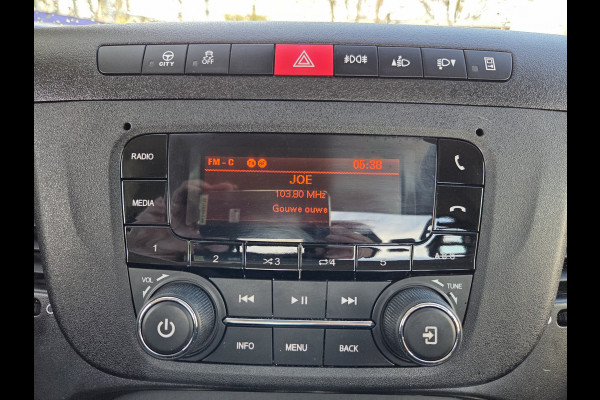 CITY OFF
RADIO
MEDIA
FM-C
05:38
JOE
103.80 MHz
Gouwe ouwe
1 2 3 4 5 A·B·C
VOL
TUNE
INFO MENU BACK